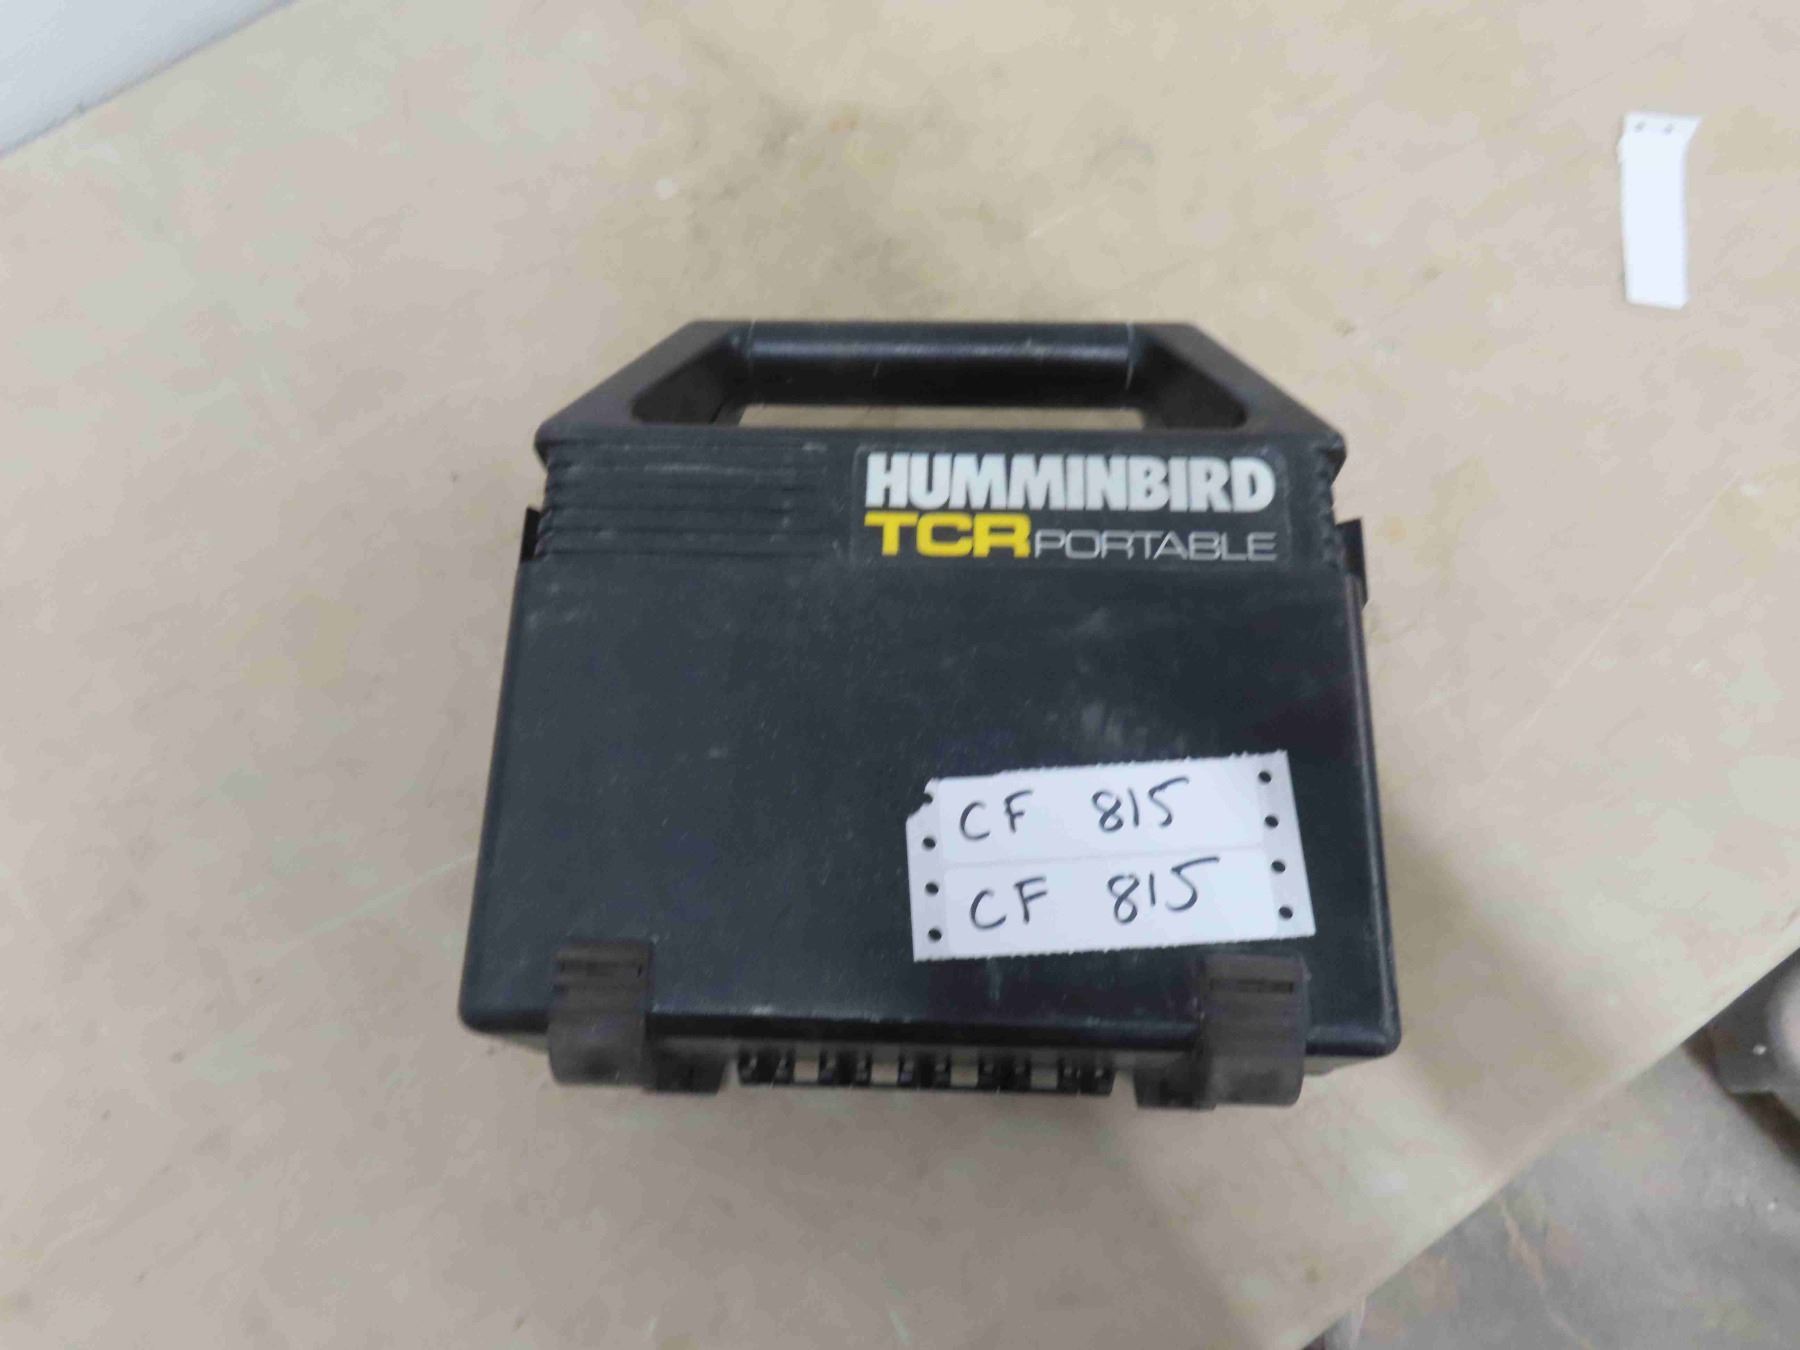 HUMMINBIRD
TCR PORTABLE
CF 815
CF 815